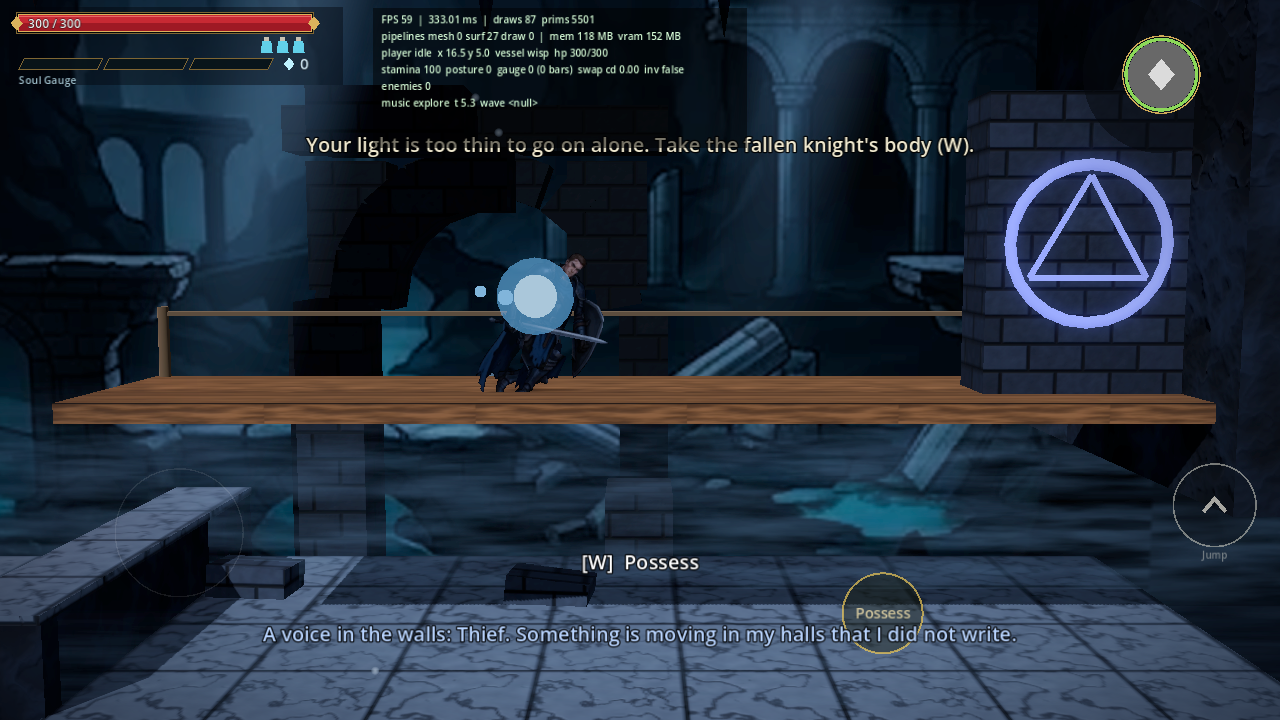 300 / 300
0
Soul Gauge
FPS 59 | 333.01 ms | draws 87 prims 5501
pipelines mesh 0 surf 27 draw 0 | mem 118 MB vram 152 MB
player idle x 16.5 y 5.0 vessel wisp hp 300/300
stamina 100 posture 0 gauge 0 (0 bars) swap cd 0.00 inv false
enemies 0
music explore t 5.3 wave <null>
Your light is too thin to go on alone. Take the fallen knight's body (W).
Jump
[W] Possess
Possess
A voice in the walls: Thief. Something is moving in my halls that I did not write.